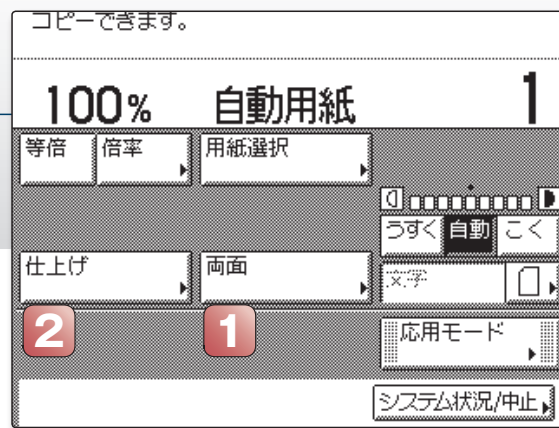 コピーできます。
100% 自動用紙 1
等倍 倍率 用紙選択
うすく 自動 こく
仕上げ 両面 文字
2 1
応用モード
システム状況/中止